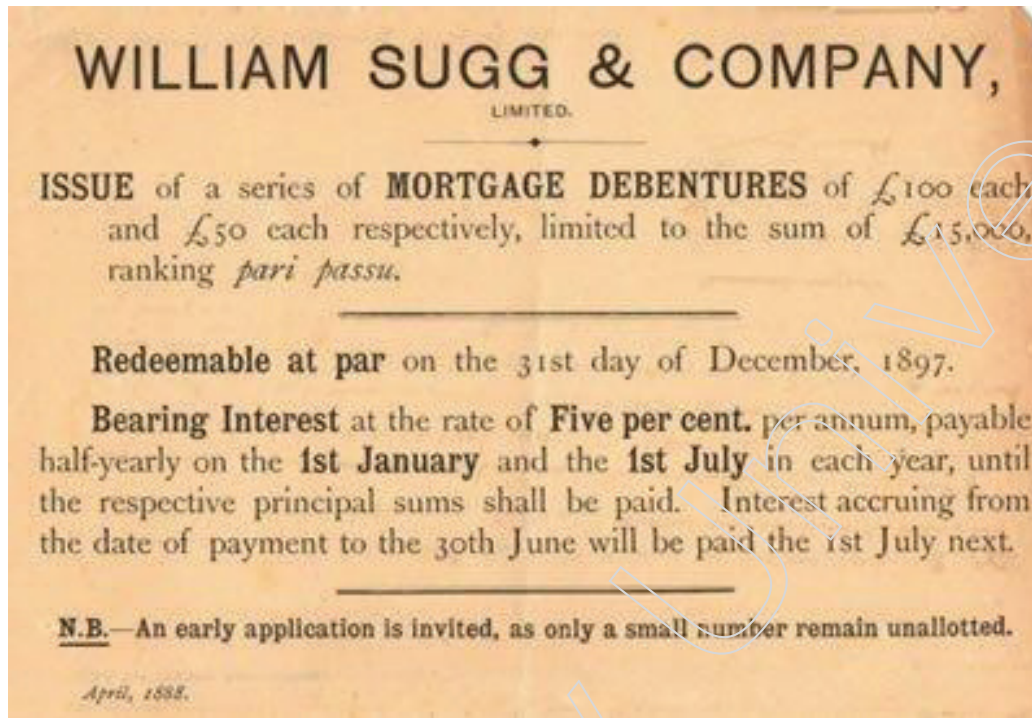 WILLIAM SUGG & COMPANY,
LIMITED.
ISSUE of a series of MORTGAGE DEBENTURES of £100 each
and £50 each respectively, limited to the sum of £15,000,
ranking pari passu.
Redeemable at par on the 31st day of December, 1897.
Bearing Interest at the rate of Five per cent. per annum, payable
half-yearly on the 1st January and the 1st July in each year, until
the respective principal sums shall be paid. Interest accruing from
the date of payment to the 30th June will be paid the 1st July next.
N.B.—An early application is invited, as only a small number remain unallotted.
April, 1888.